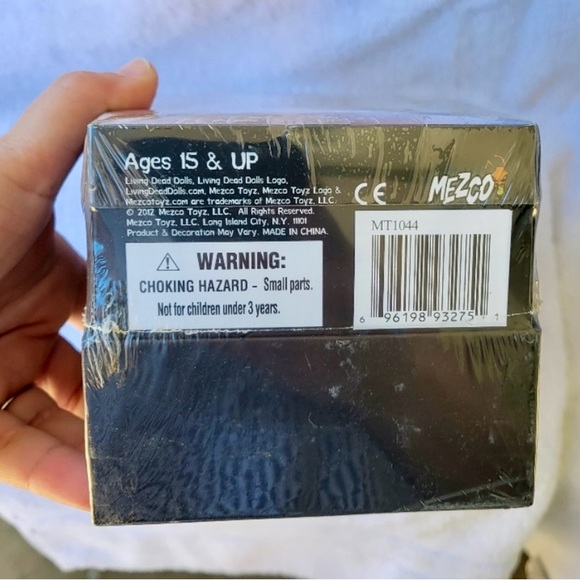 Ages 15 & UP
Living Dead Dolls, Living Dead Dolls Logo,
LivingDeadDolls.com, Mezco Toyz, Mezco Toyz Logo &
Mezcotoyz.com are trademarks of Mezco Toyz, LLC.
© 2012 Mezco Toyz, LLC. All Rights Reserved.
Mezco Toyz, LLC. Long Island City, N.Y. 11101
Product & Decoration May Vary. MADE IN CHINA.
CE
MEZCO
WARNING:
CHOKING HAZARD - Small parts.
Not for children under 3 years.
MT1044
6 96198 93275 1